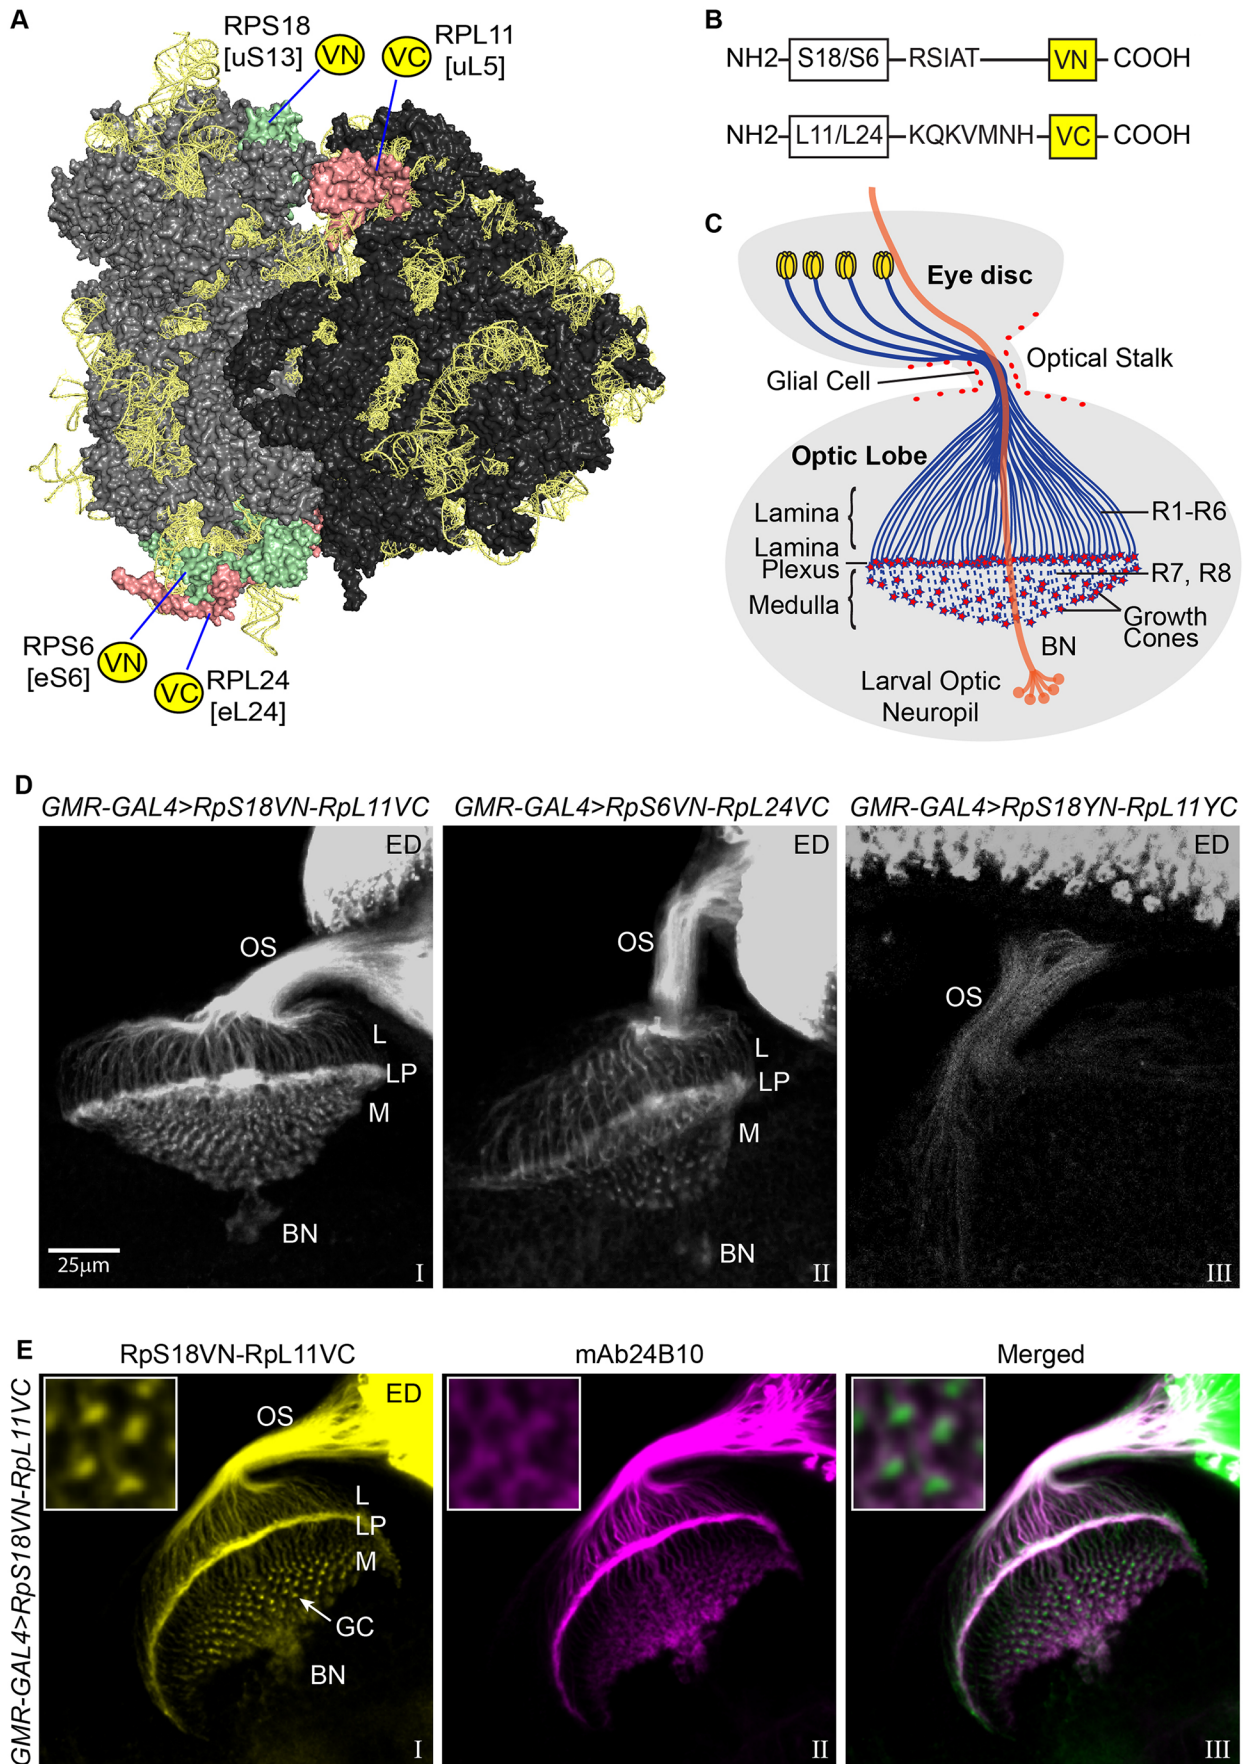 A
RPS18
[uS13]
VN
VC
RPL11
[uL5]
RPS6
[eS6]
VN
VC
RPL24
[eL24]
B
NH2
S18/S6
RSIAT
VN
COOH
NH2
L11/L24
KQKVMNH
VC
COOH
C
Eye disc
Optical Stalk
Glial Cell
Optic Lobe
Lamina
R1-R6
Lamina
Plexus
R7, R8
Medulla
Growth
Cones
BN
Larval Optic
Neuropil
D
GMR-GAL4>RpS18VN-RpL11VC
GMR-GAL4>RpS6VN-RpL24VC
GMR-GAL4>RpS18YN-RpL11YC
ED
OS
L
LP
M
BN
25μm
I
ED
OS
L
LP
M
BN
II
ED
OS
III
E
RpS18VN-RpL11VC
mAb24B10
Merged
GMR-GAL4>RpS18VN-RpL11VC
ED
OS
L
LP
M
GC
BN
I
II
III